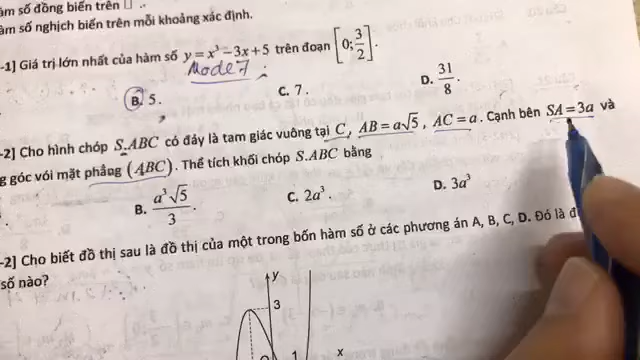 àm số đồng biến trên
àm số nghịch biến trên mỗi khoảng xác định.
-1] Giá trị lớn nhất của hàm số y = x³ − 3x + 5 trên đoạn [0; 3/2].
Mode 7
B. 5. C. 7. D. 31/8.
-2] Cho hình chóp S.ABC có đáy là tam giác vuông tại C, AB = a√5, AC = a. Cạnh bên SA = 3a và
g góc với mặt phẳng (ABC). Thể tích khối chóp S.ABC bằng
B. a³√5/3. C. 2a³. D. 3a³
-2] Cho biết đồ thị sau là đồ thị của một trong bốn hàm số ở các phương án A, B, C, D. Đó là
số nào?
y
3
1 x